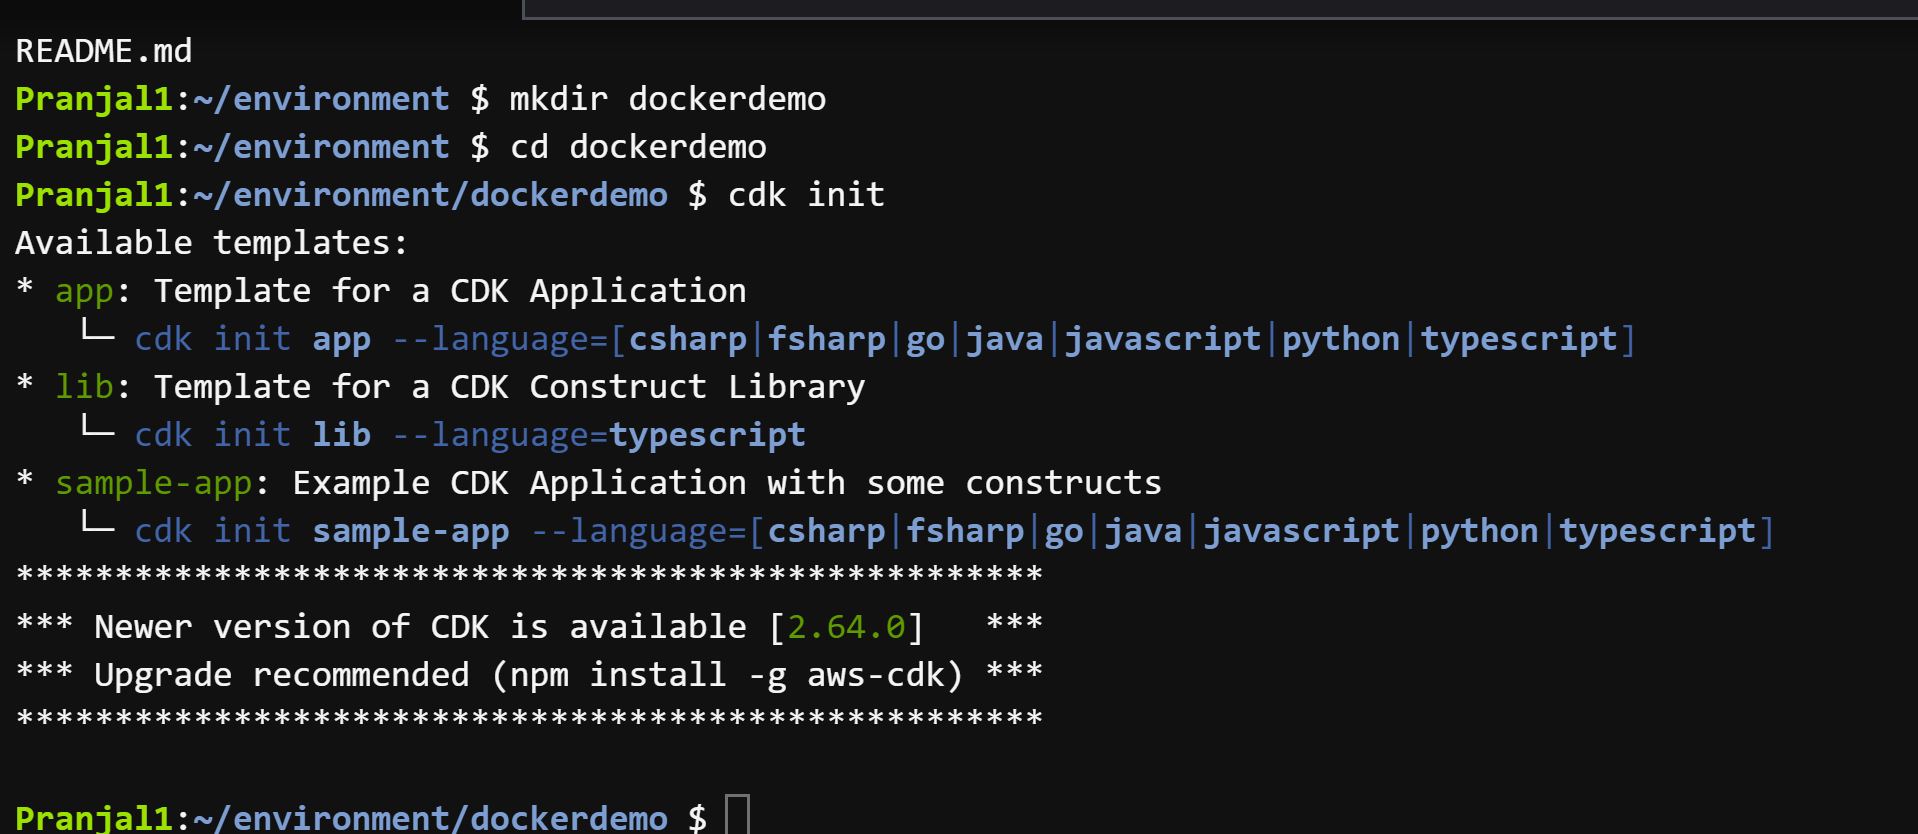 README.md
Pranjal1:~/environment $ mkdir dockerdemo
Pranjal1:~/environment $ cd dockerdemo
Pranjal1:~/environment/dockerdemo $ cdk init
Available templates:
* app: Template for a CDK Application
   └─ cdk init app --language=[csharp|fsharp|go|java|javascript|python|typescript]
* lib: Template for a CDK Construct Library
   └─ cdk init lib --language=typescript
* sample-app: Example CDK Application with some constructs
   └─ cdk init sample-app --language=[csharp|fsharp|go|java|javascript|python|typescript]
****************************************************
*** Newer version of CDK is available [2.64.0]   ***
*** Upgrade recommended (npm install -g aws-cdk) ***
****************************************************
Pranjal1:~/environment/dockerdemo $